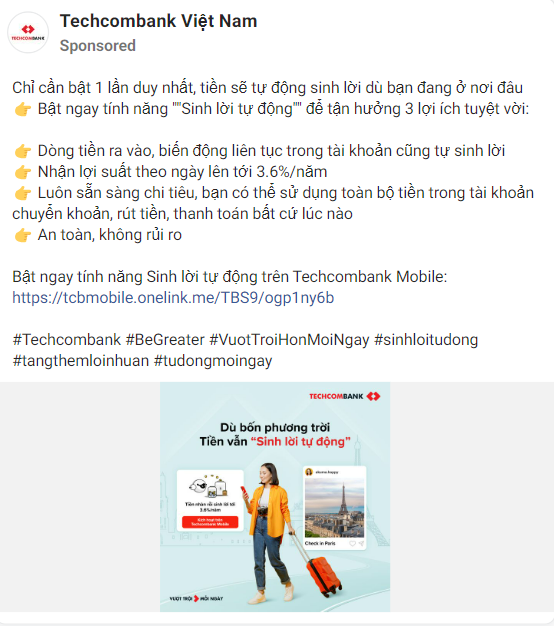 Techcombank Việt Nam
TECHCOMBANK
Sponsored
Chỉ cần bật 1 lần duy nhất, tiền sẽ tự động sinh lời dù bạn đang ở nơi đâu
👉 Bật ngay tính năng ""Sinh lời tự động"" để tận hưởng 3 lợi ích tuyệt vời:
👉 Dòng tiền ra vào, biến động liên tục trong tài khoản cũng tự sinh lời
👉 Nhận lợi suất theo ngày lên tới 3.6%/năm
👉 Luôn sẵn sàng chi tiêu, bạn có thể sử dụng toàn bộ tiền trong tài khoản
chuyển khoản, rút tiền, thanh toán bất cứ lúc nào
👉 An toàn, không rủi ro
Bật ngay tính năng Sinh lời tự động trên Techcombank Mobile:
https://tcbmobile.onelink.me/TBS9/ogp1ny6b
#Techcombank #BeGreater #VuotTroiHonMoiNgay #sinhloitudong
#tangthemloinhuan #tudongmoingay
TECHCOMBANK
Dù bốn phương trời
Tiền vẫn "Sinh lời tự động"
Tiền nhàn rỗi sinh lời tới
3.6%/năm
Kích hoạt trên
Techcombank Mobile
Check in Paris
VƯỢT TRỘI MỖI NGÀY